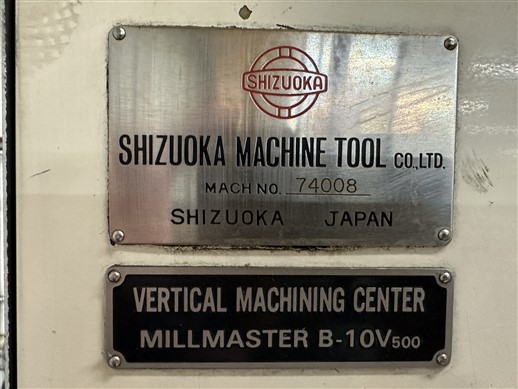 SHIZUOKA
SHIZUOKA MACHINE TOOL CO.,LTD.
MACH NO. 74008
SHIZUOKA JAPAN
VERTICAL MACHINING CENTER
MILLMASTER B-10V500